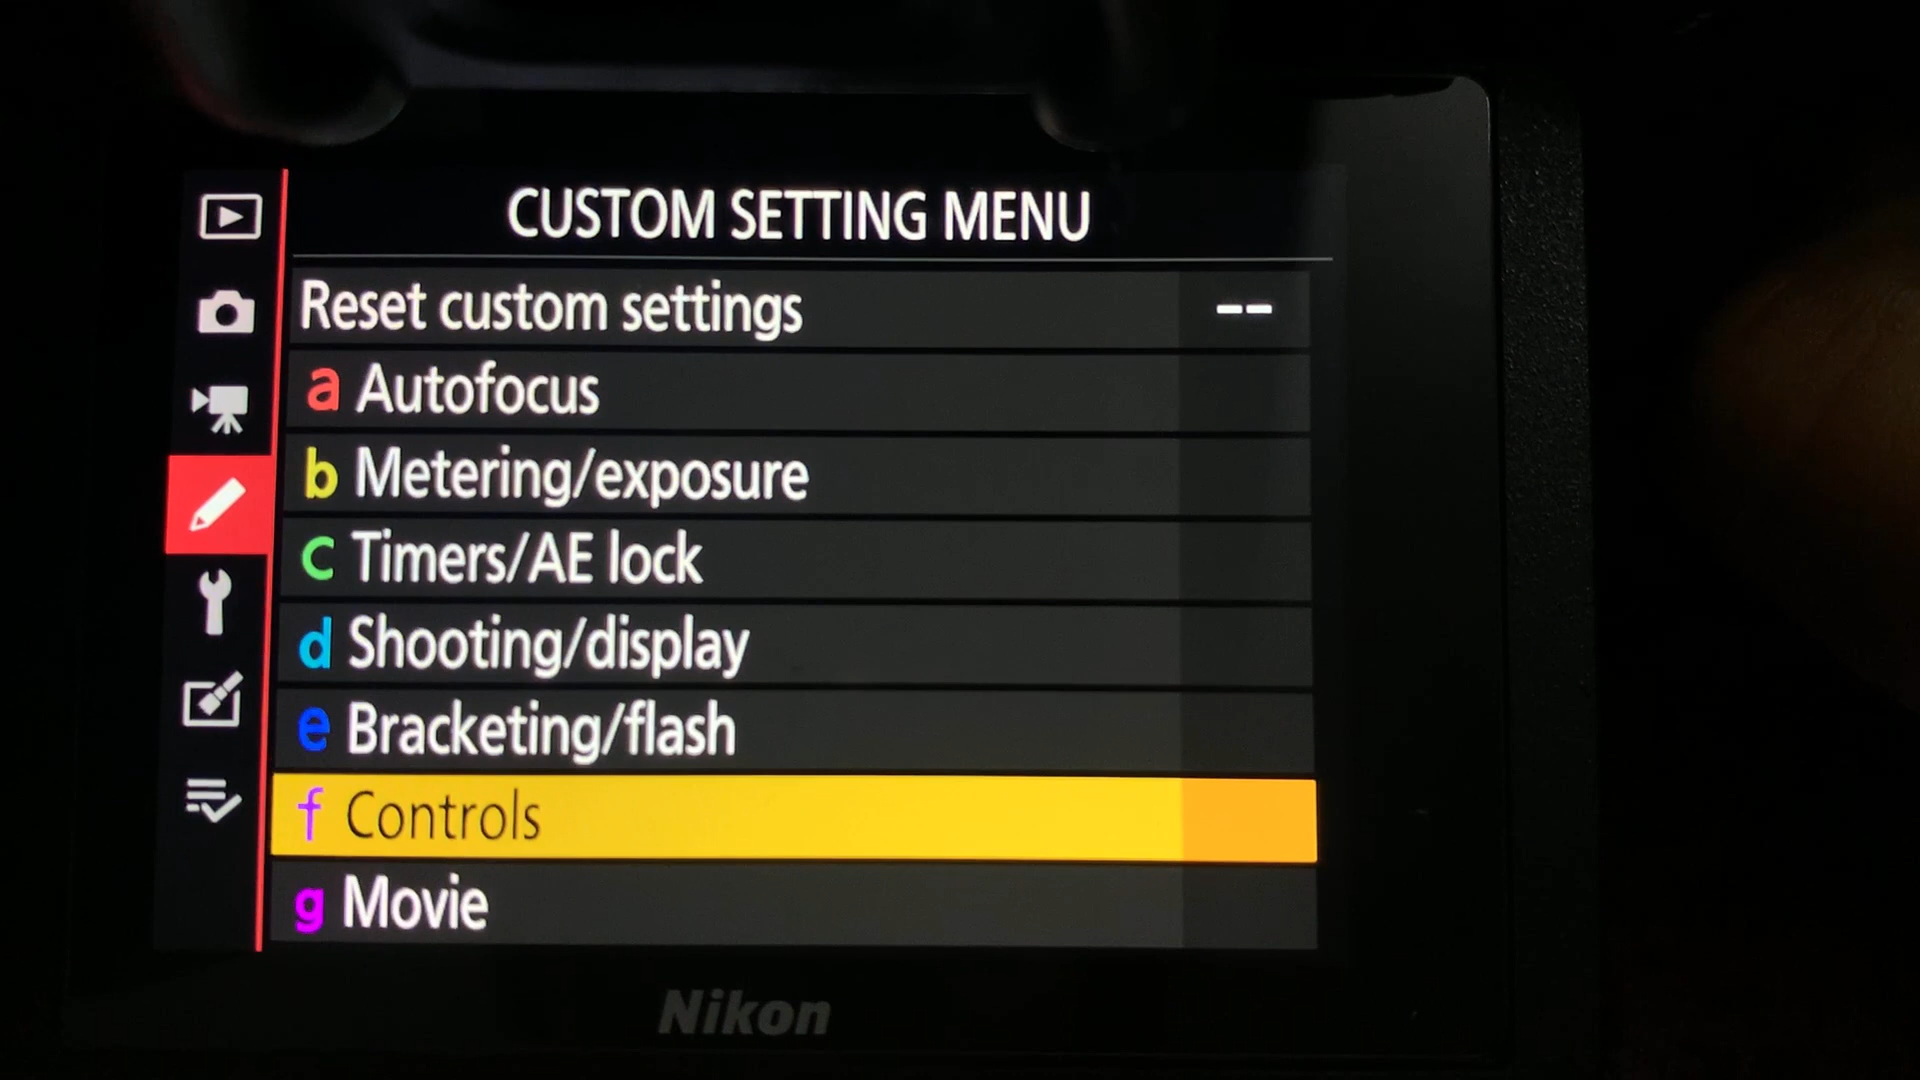 CUSTOM SETTING MENU
Reset custom settings --
a Autofocus
b Metering/exposure
c Timers/AE lock
d Shooting/display
e Bracketing/flash
f Controls
g Movie
Nikon